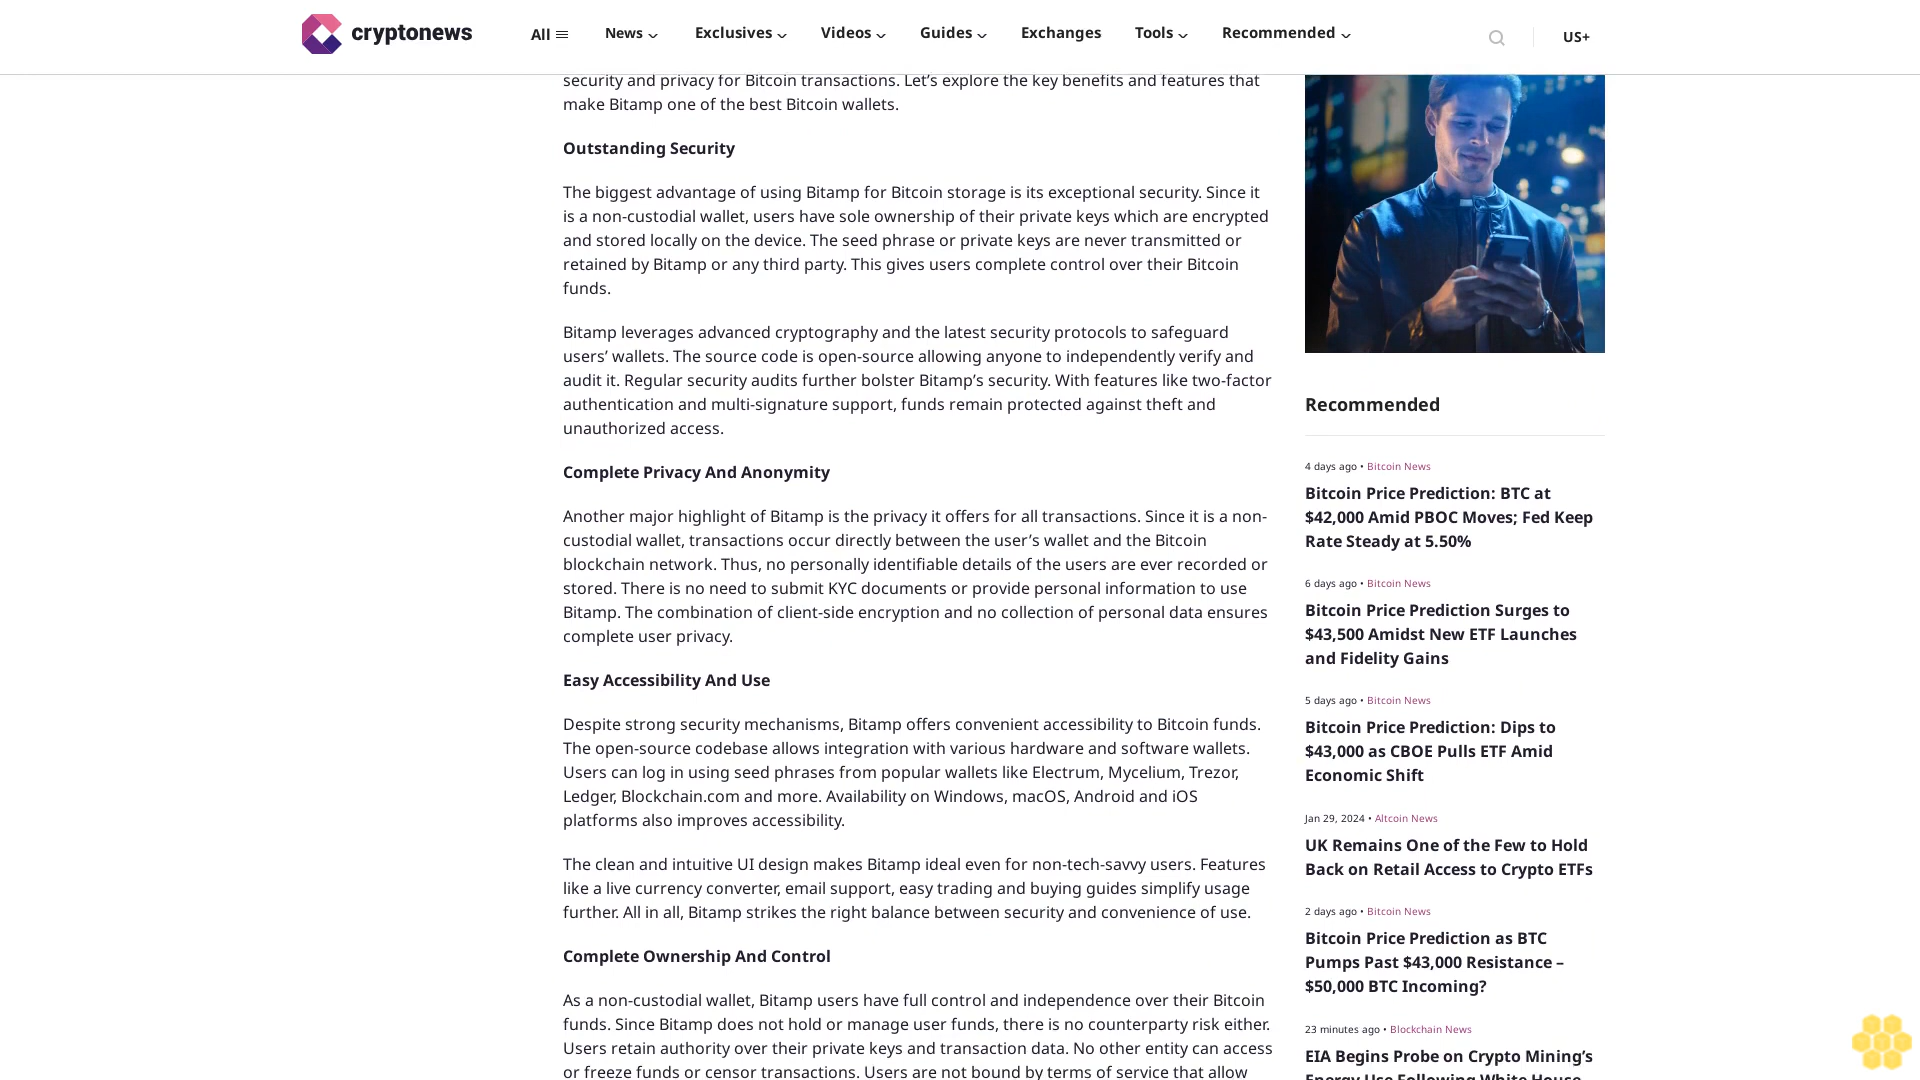 cryptonews
All
News
Exclusives
Videos
Guides
Exchanges
Tools
Recommended
US+
security and privacy for Bitcoin transactions. Let’s explore the key benefits and features that
make Bitamp one of the best Bitcoin wallets.
Outstanding Security
The biggest advantage of using Bitamp for Bitcoin storage is its exceptional security. Since it
is a non-custodial wallet, users have sole ownership of their private keys which are encrypted
and stored locally on the device. The seed phrase or private keys are never transmitted or
retained by Bitamp or any third party. This gives users complete control over their Bitcoin
funds.
Bitamp leverages advanced cryptography and the latest security protocols to safeguard
users’ wallets. The source code is open-source allowing anyone to independently verify and
audit it. Regular security audits further bolster Bitamp’s security. With features like two-factor
authentication and multi-signature support, funds remain protected against theft and
unauthorized access.
Complete Privacy And Anonymity
Another major highlight of Bitamp is the privacy it offers for all transactions. Since it is a non-
custodial wallet, transactions occur directly between the user’s wallet and the Bitcoin
blockchain network. Thus, no personally identifiable details of the users are ever recorded or
stored. There is no need to submit KYC documents or provide personal information to use
Bitamp. The combination of client-side encryption and no collection of personal data ensures
complete user privacy.
Easy Accessibility And Use
Despite strong security mechanisms, Bitamp offers convenient accessibility to Bitcoin funds.
The open-source codebase allows integration with various hardware and software wallets.
Users can log in using seed phrases from popular wallets like Electrum, Mycelium, Trezor,
Ledger, Blockchain.com and more. Availability on Windows, macOS, Android and iOS
platforms also improves accessibility.
The clean and intuitive UI design makes Bitamp ideal even for non-tech-savvy users. Features
like a live currency converter, email support, easy trading and buying guides simplify usage
further. All in all, Bitamp strikes the right balance between security and convenience of use.
Complete Ownership And Control
As a non-custodial wallet, Bitamp users have full control and independence over their Bitcoin
funds. Since Bitamp does not hold or manage user funds, there is no counterparty risk either.
Users retain authority over their private keys and transaction data. No other entity can access
or freeze funds or censor transactions. Users are not bound by terms of service that allow
Recommended
4 days ago • Bitcoin News
Bitcoin Price Prediction: BTC at
$42,000 Amid PBOC Moves; Fed Keep
Rate Steady at 5.50%
6 days ago • Bitcoin News
Bitcoin Price Prediction Surges to
$43,500 Amidst New ETF Launches
and Fidelity Gains
5 days ago • Bitcoin News
Bitcoin Price Prediction: Dips to
$43,000 as CBOE Pulls ETF Amid
Economic Shift
Jan 29, 2024 • Altcoin News
UK Remains One of the Few to Hold
Back on Retail Access to Crypto ETFs
2 days ago • Bitcoin News
Bitcoin Price Prediction as BTC
Pumps Past $43,000 Resistance –
$50,000 BTC Incoming?
23 minutes ago • Blockchain News
EIA Begins Probe on Crypto Mining’s
Energy Use Following White House